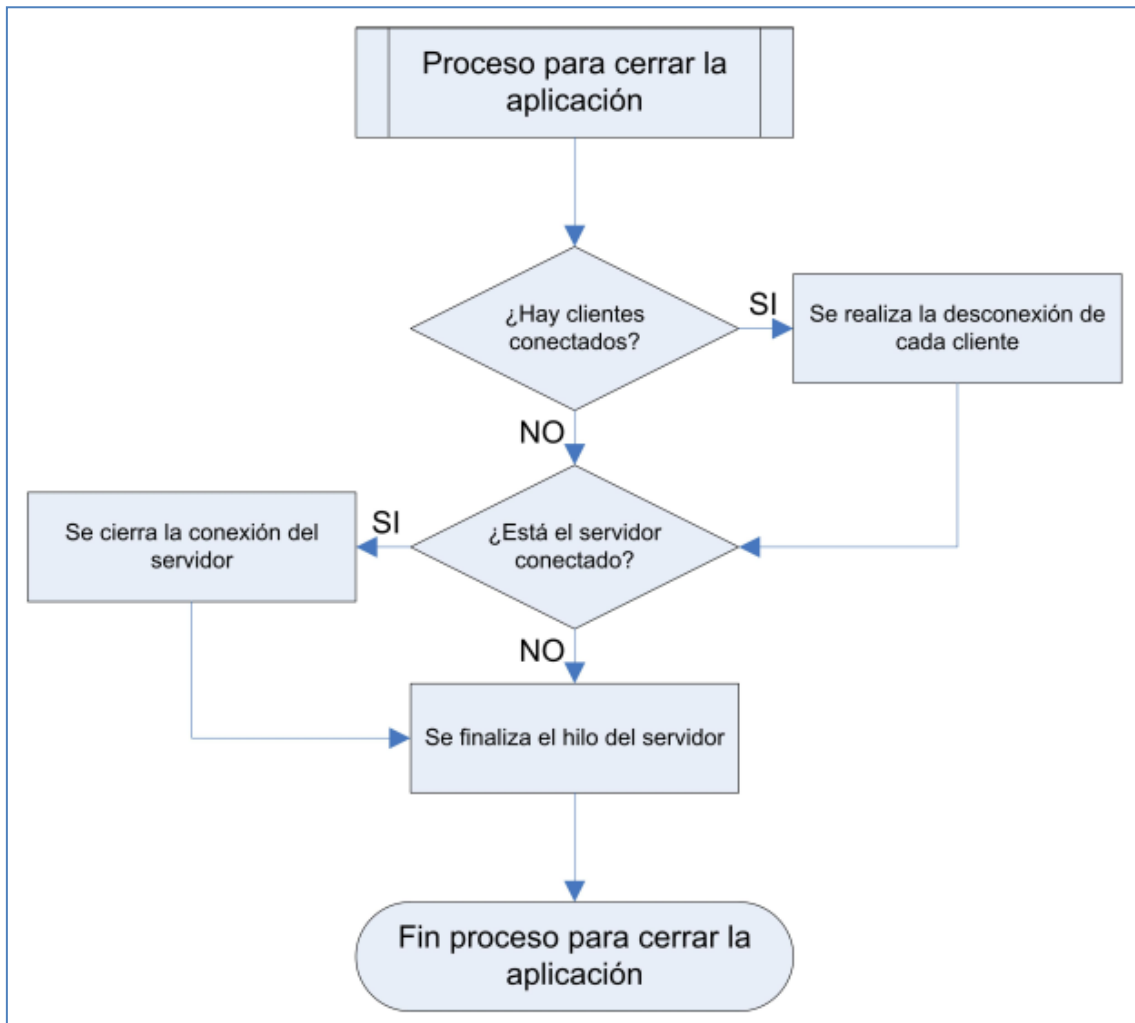 Proceso para cerrar la
aplicación
¿Hay clientes
conectados?
SI
Se realiza la desconexión de
cada cliente
NO
Se cierra la conexión del
servidor
SI
¿Está el servidor
conectado?
NO
Se finaliza el hilo del servidor
Fin proceso para cerrar la
aplicación